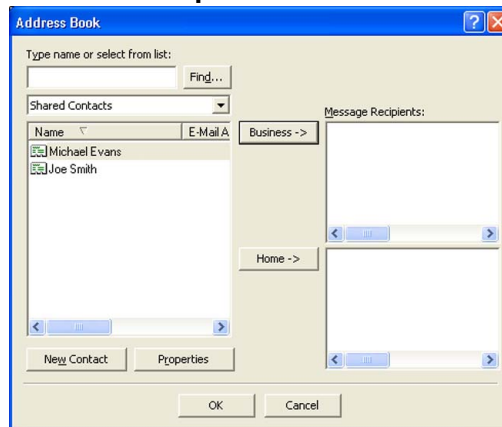 Address Book
Type name or select from list:
Find...
Shared Contacts
Name
E-Mail A
Business ->
Message Recipients:
Michael Evans
Joe Smith
Home ->
New Contact
Properties
OK
Cancel